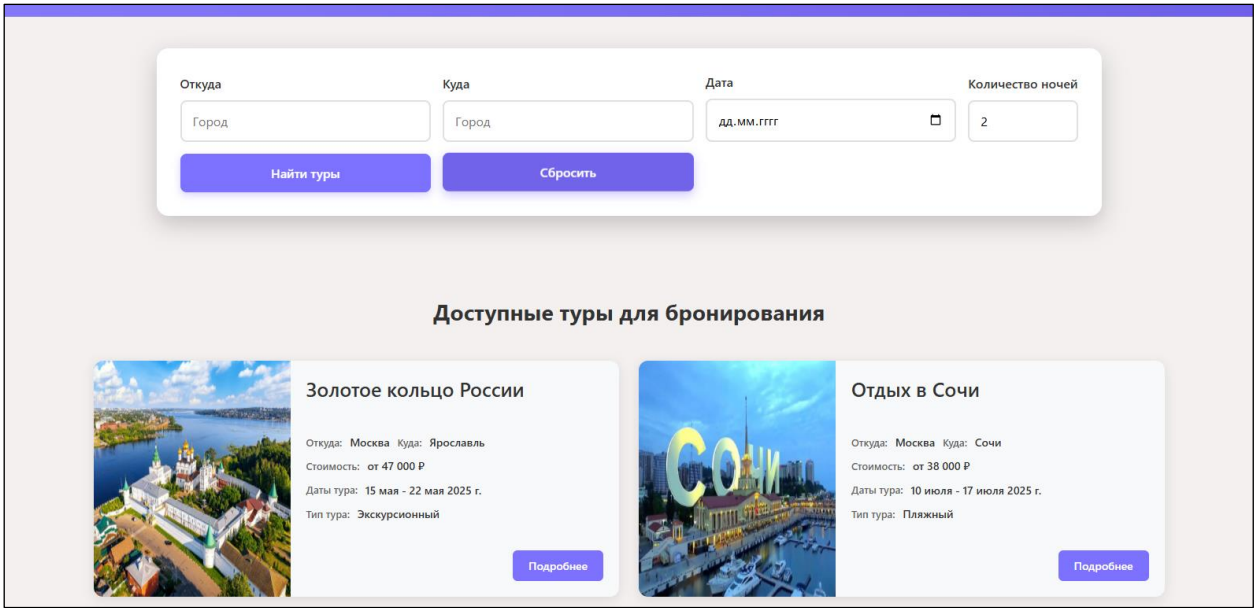 Откуда Куда Дата Количество ночей
Город Город дд.мм.гггг 2
Найти туры Сбросить
Доступные туры для бронирования
Золотое кольцо России
Откуда: Москва Куда: Ярославль
Стоимость: от 47 000 ₽
Даты тура: 15 мая - 22 мая 2025 г.
Тип тура: Экскурсионный
Подробнее
СОЧИ
Отдых в Сочи
Откуда: Москва Куда: Сочи
Стоимость: от 38 000 ₽
Даты тура: 10 июля - 17 июля 2025 г.
Тип тура: Пляжный
Подробнее